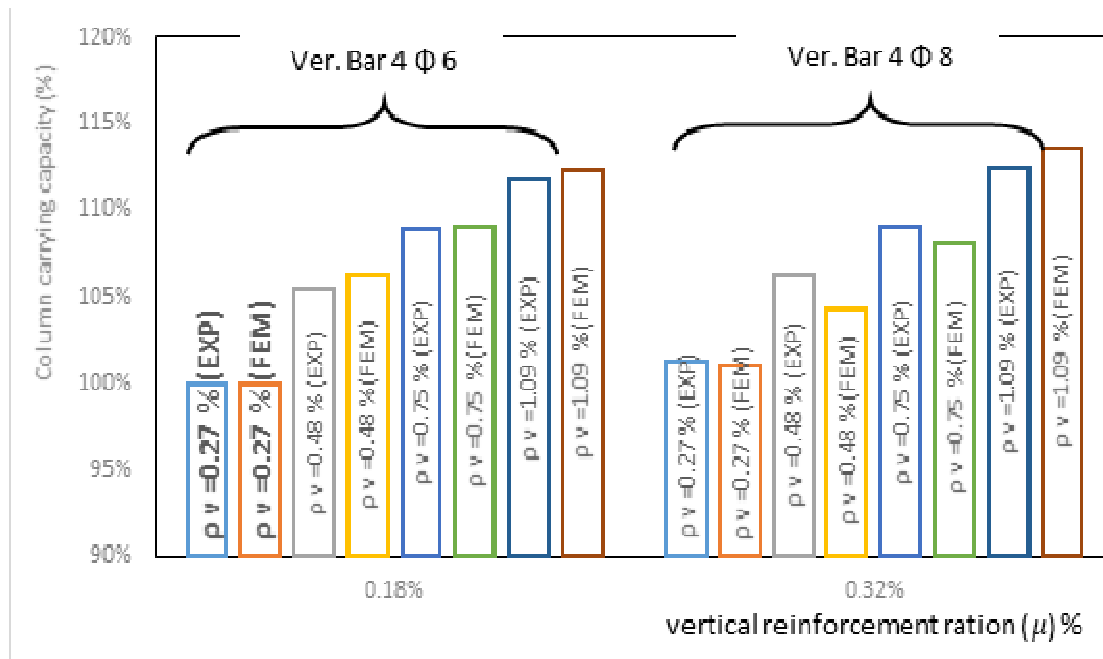 120%
115%
110%
105%
100%
95%
90%
Column carrying capacity (%)
Ver. Bar 4 Φ 6
Ver. Bar 4 Φ 8
ρ v =0.27 % (EXP)
ρ v =0.27 % (FEM)
ρ v =0.48 % (EXP)
ρ v =0.48 %(FEM)
ρ v =0.75 % (EXP)
ρ v =0.75 %(FEM)
ρ v =1.09 % (EXP)
ρ v =1.09 %(FEM)
ρ v =0.27 % (EXP)
ρ v =0.27 % (FEM)
ρ v =0.48 % (EXP)
ρ v =0.48 %(FEM)
ρ v =0.75 % (EXP)
ρ v =0.75 %(FEM)
ρ v =1.09 % (EXP)
ρ v =1.09 %(FEM)
0.18%
0.32%
vertical reinforcement ration (μ) %